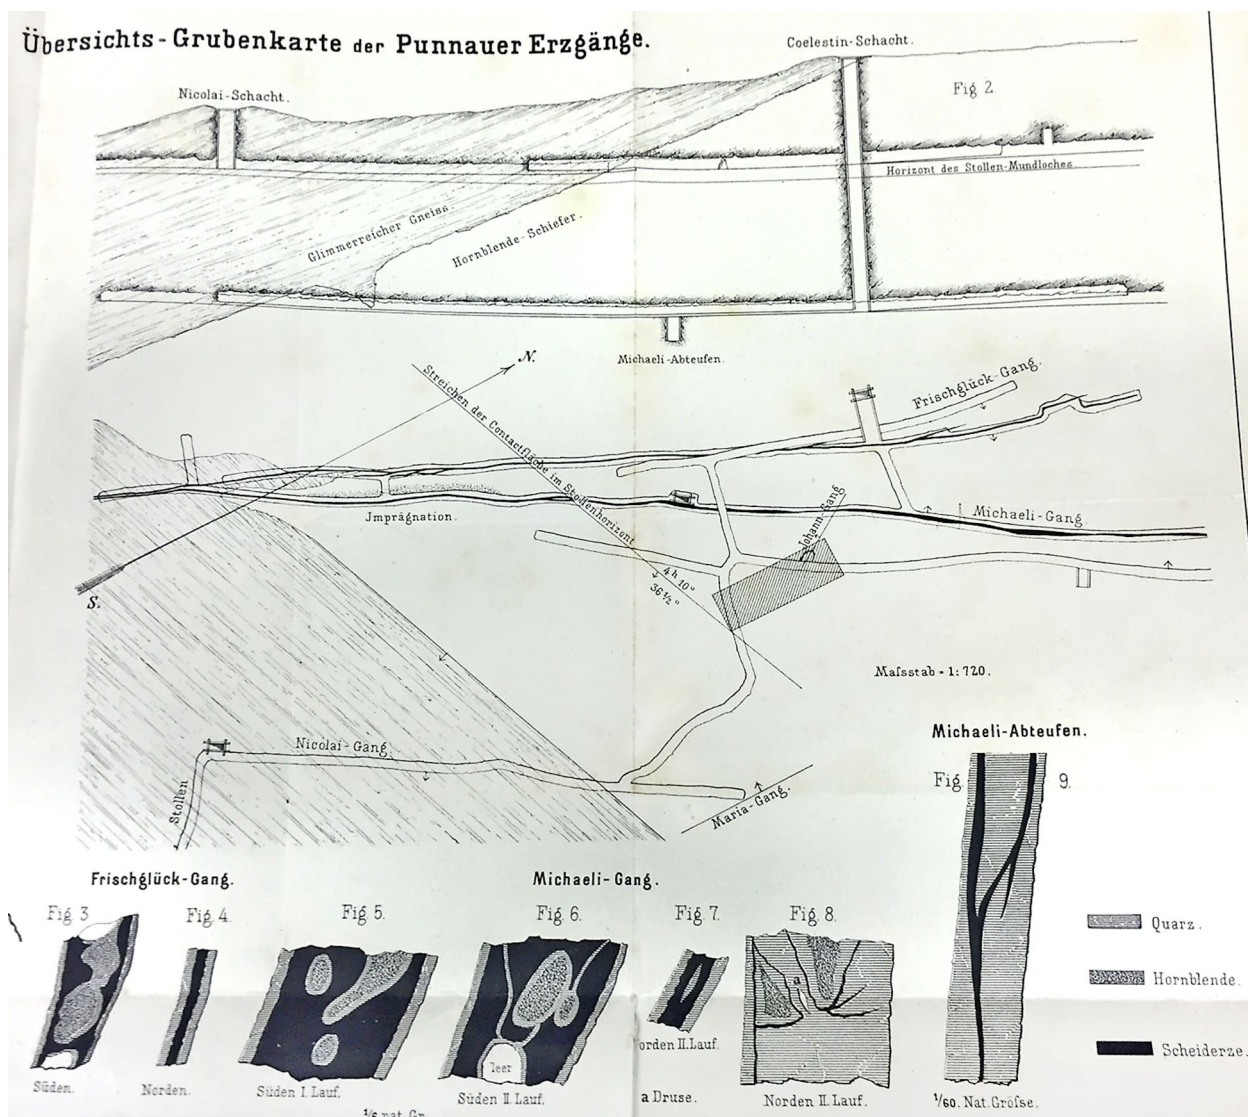 Übersichts-Grubenkarte der Punnauer Erzgänge.
Coelestin-Schacht.
Nicolai-Schacht.
Fig 2.
Horizont des Stollen-Mundloches
Glimmerreicher Gneiss.
Hornblende-Schiefer.
Michaeli-Abteufen.
N.
Streichen der Contactfläche im Stollenhorizont
Frischglück-Gang.
Jmprägnation.
Johann-Gang
Michaeli-Gang
4h 10°
36½°
S.
Maſsstab - 1:720.
Nicolai-Gang
Stollen
Maria-Gang.
Michaeli-Abteufen.
Fig. 9.
Frischglück-Gang.
Michaeli-Gang.
Fig. 3
Fig. 4.
Fig. 5.
Fig. 6.
Fig. 7.
Fig. 8.
a
leer
Quarz.
Hornblende.
Scheiderze.
Süden.
Norden.
Süden I. Lauf.
Süden II. Lauf.
orden II. Lauf.
a Druse.
Norden II. Lauf.
1/60. Nat. Gröſse.